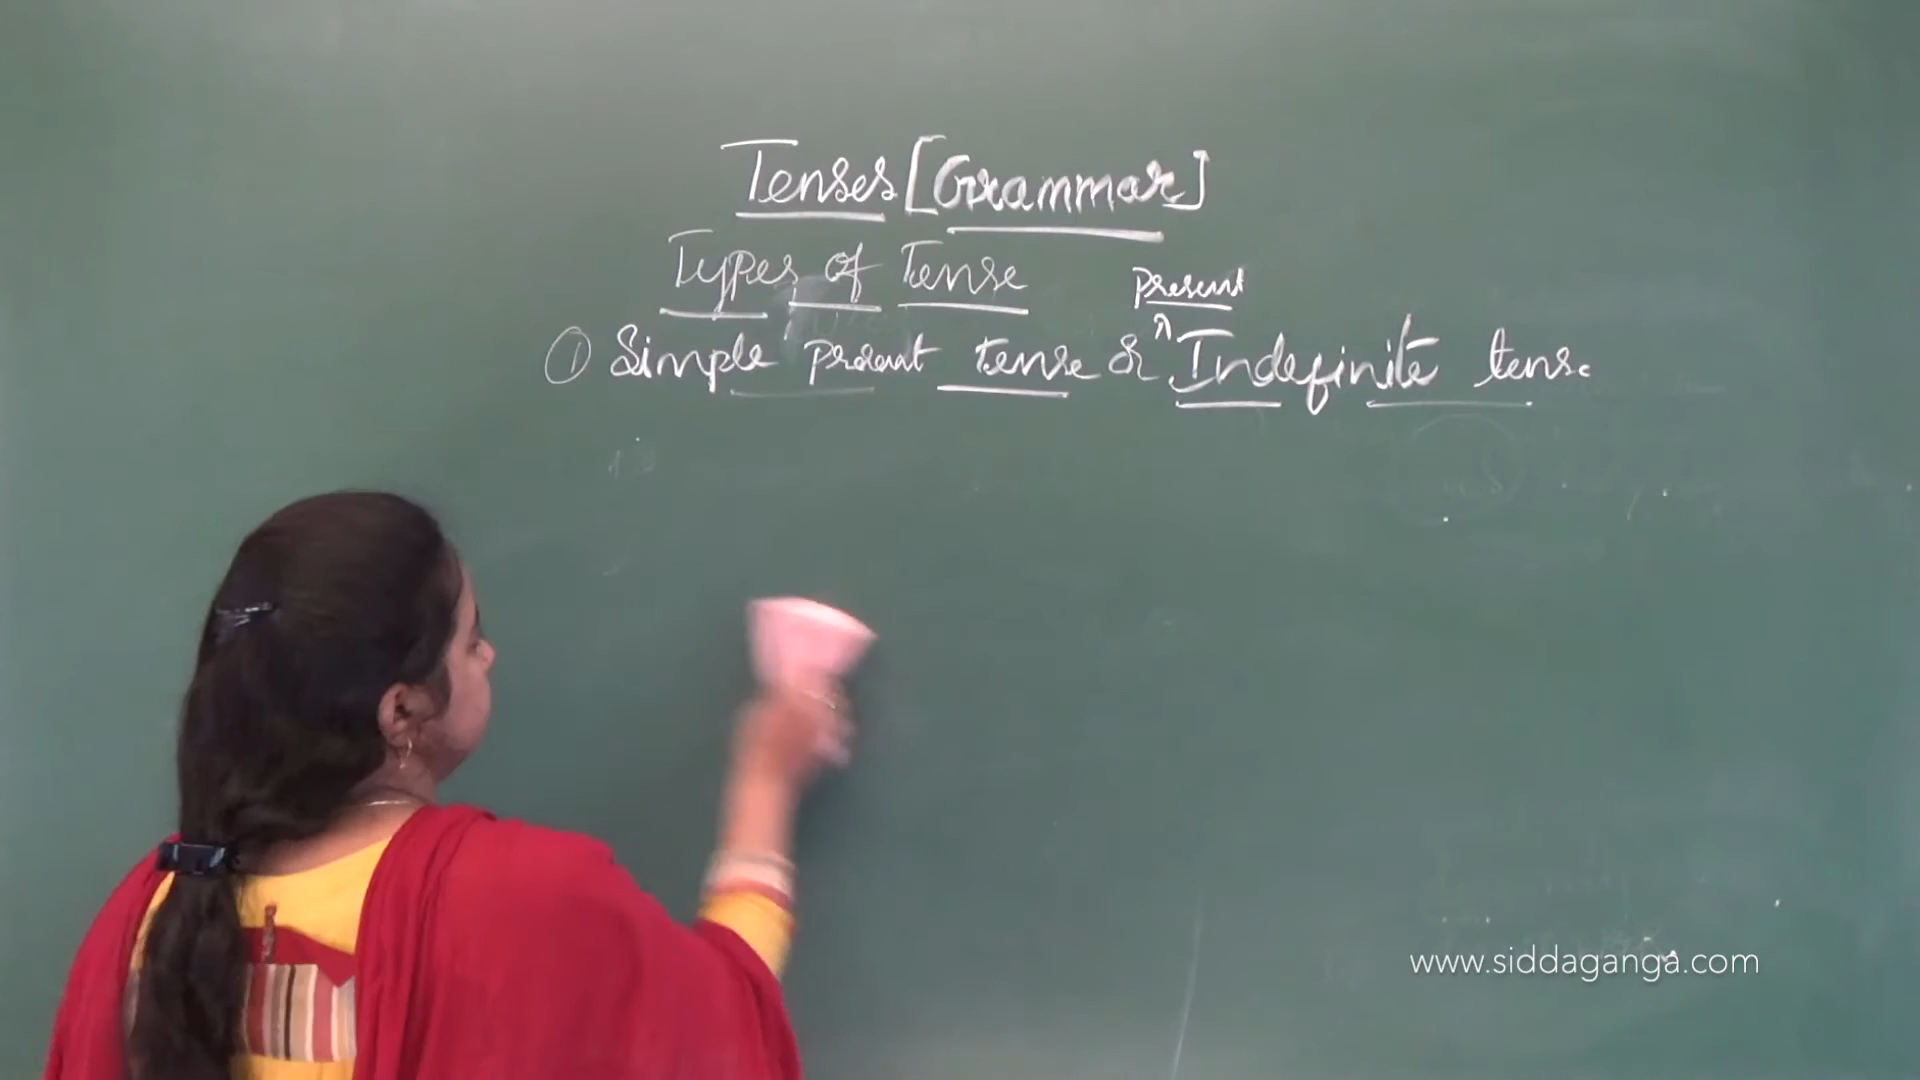 Tenses [Grammar]
Types of Tense
present
① Simple present tense or Indefinite tense
www.siddaganga.com